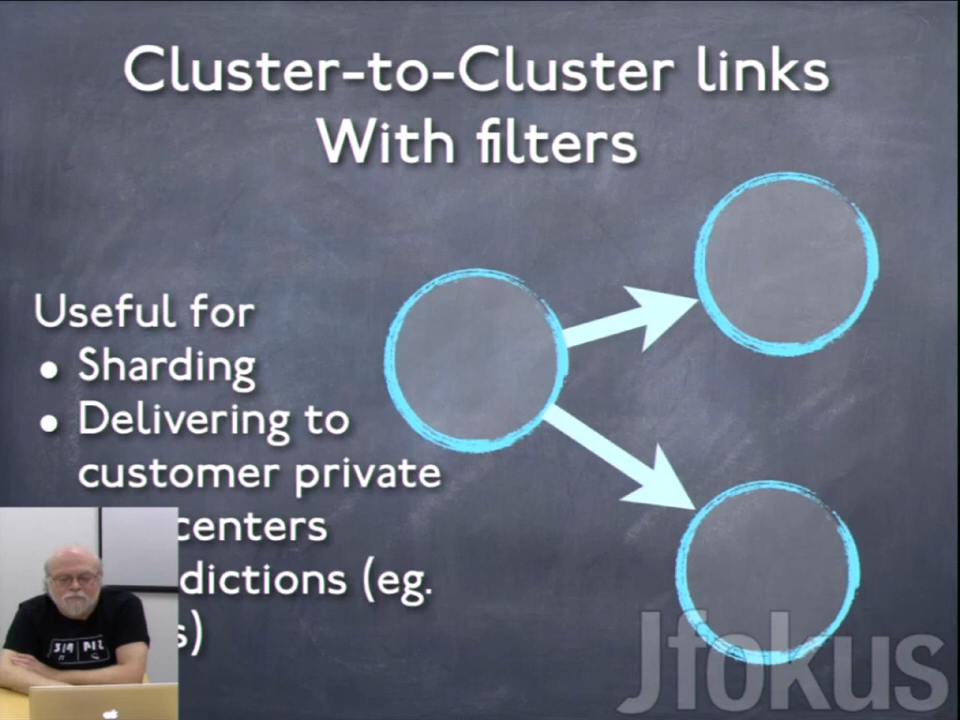 Cluster-to-Cluster links
With filters
Useful for
• Sharding
• Delivering to
customer private
centers
dictions (eg.
s)
Jfokus